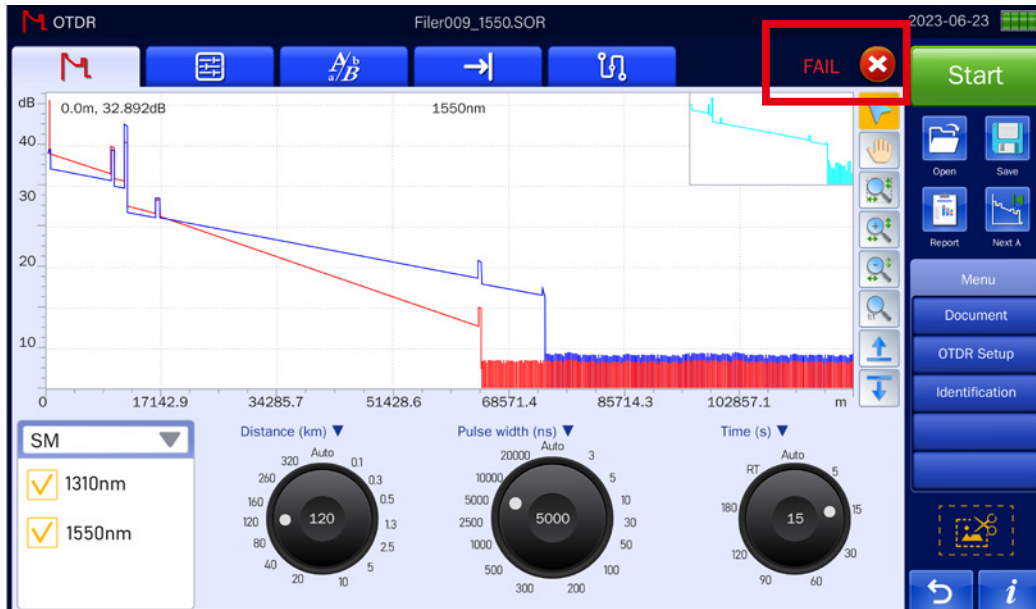 OTDR Filer009_1550.SOR 2023-06-23
A/b a/B FAIL Start
dB 0.0m, 32.892dB 1550nm
40
30
20
10
0 17142.9 34285.7 51428.6 68571.4 85714.3 102857.1 m
1:1
Open Save
Report Next λ
Menu
Document
OTDR Setup
Identification
SM
1310nm
1550nm
Distance (km) ▼
Auto 0.1 0.3 0.5 1.3 2.5 5 10 20 40 80 120 160 260 320
120
Pulse width (ns) ▼
Auto 3 5 10 30 50 100 200 300 500 1000 2500 5000 10000 20000
5000
Time (s) ▼
Auto 5 15 30 60 90 120 180 RT
15
i